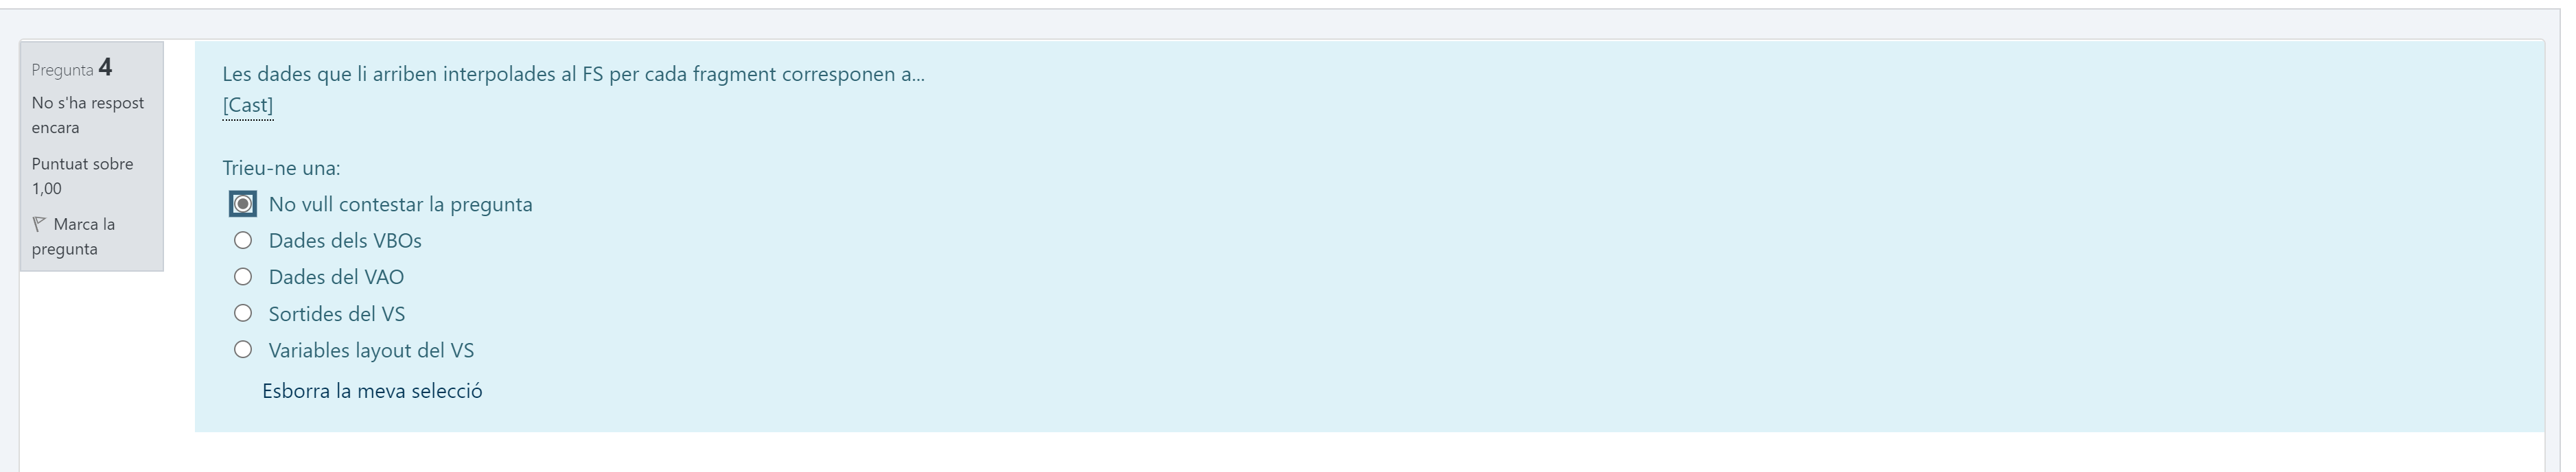 Pregunta 4
No s'ha respost
encara
Puntuat sobre
1,00
Marca la
pregunta
Les dades que li arriben interpolades al FS per cada fragment corresponen a...
[Cast]
Trieu-ne una:
No vull contestar la pregunta
Dades dels VBOs
Dades del VAO
Sortides del VS
Variables layout del VS
Esborra la meva selecció